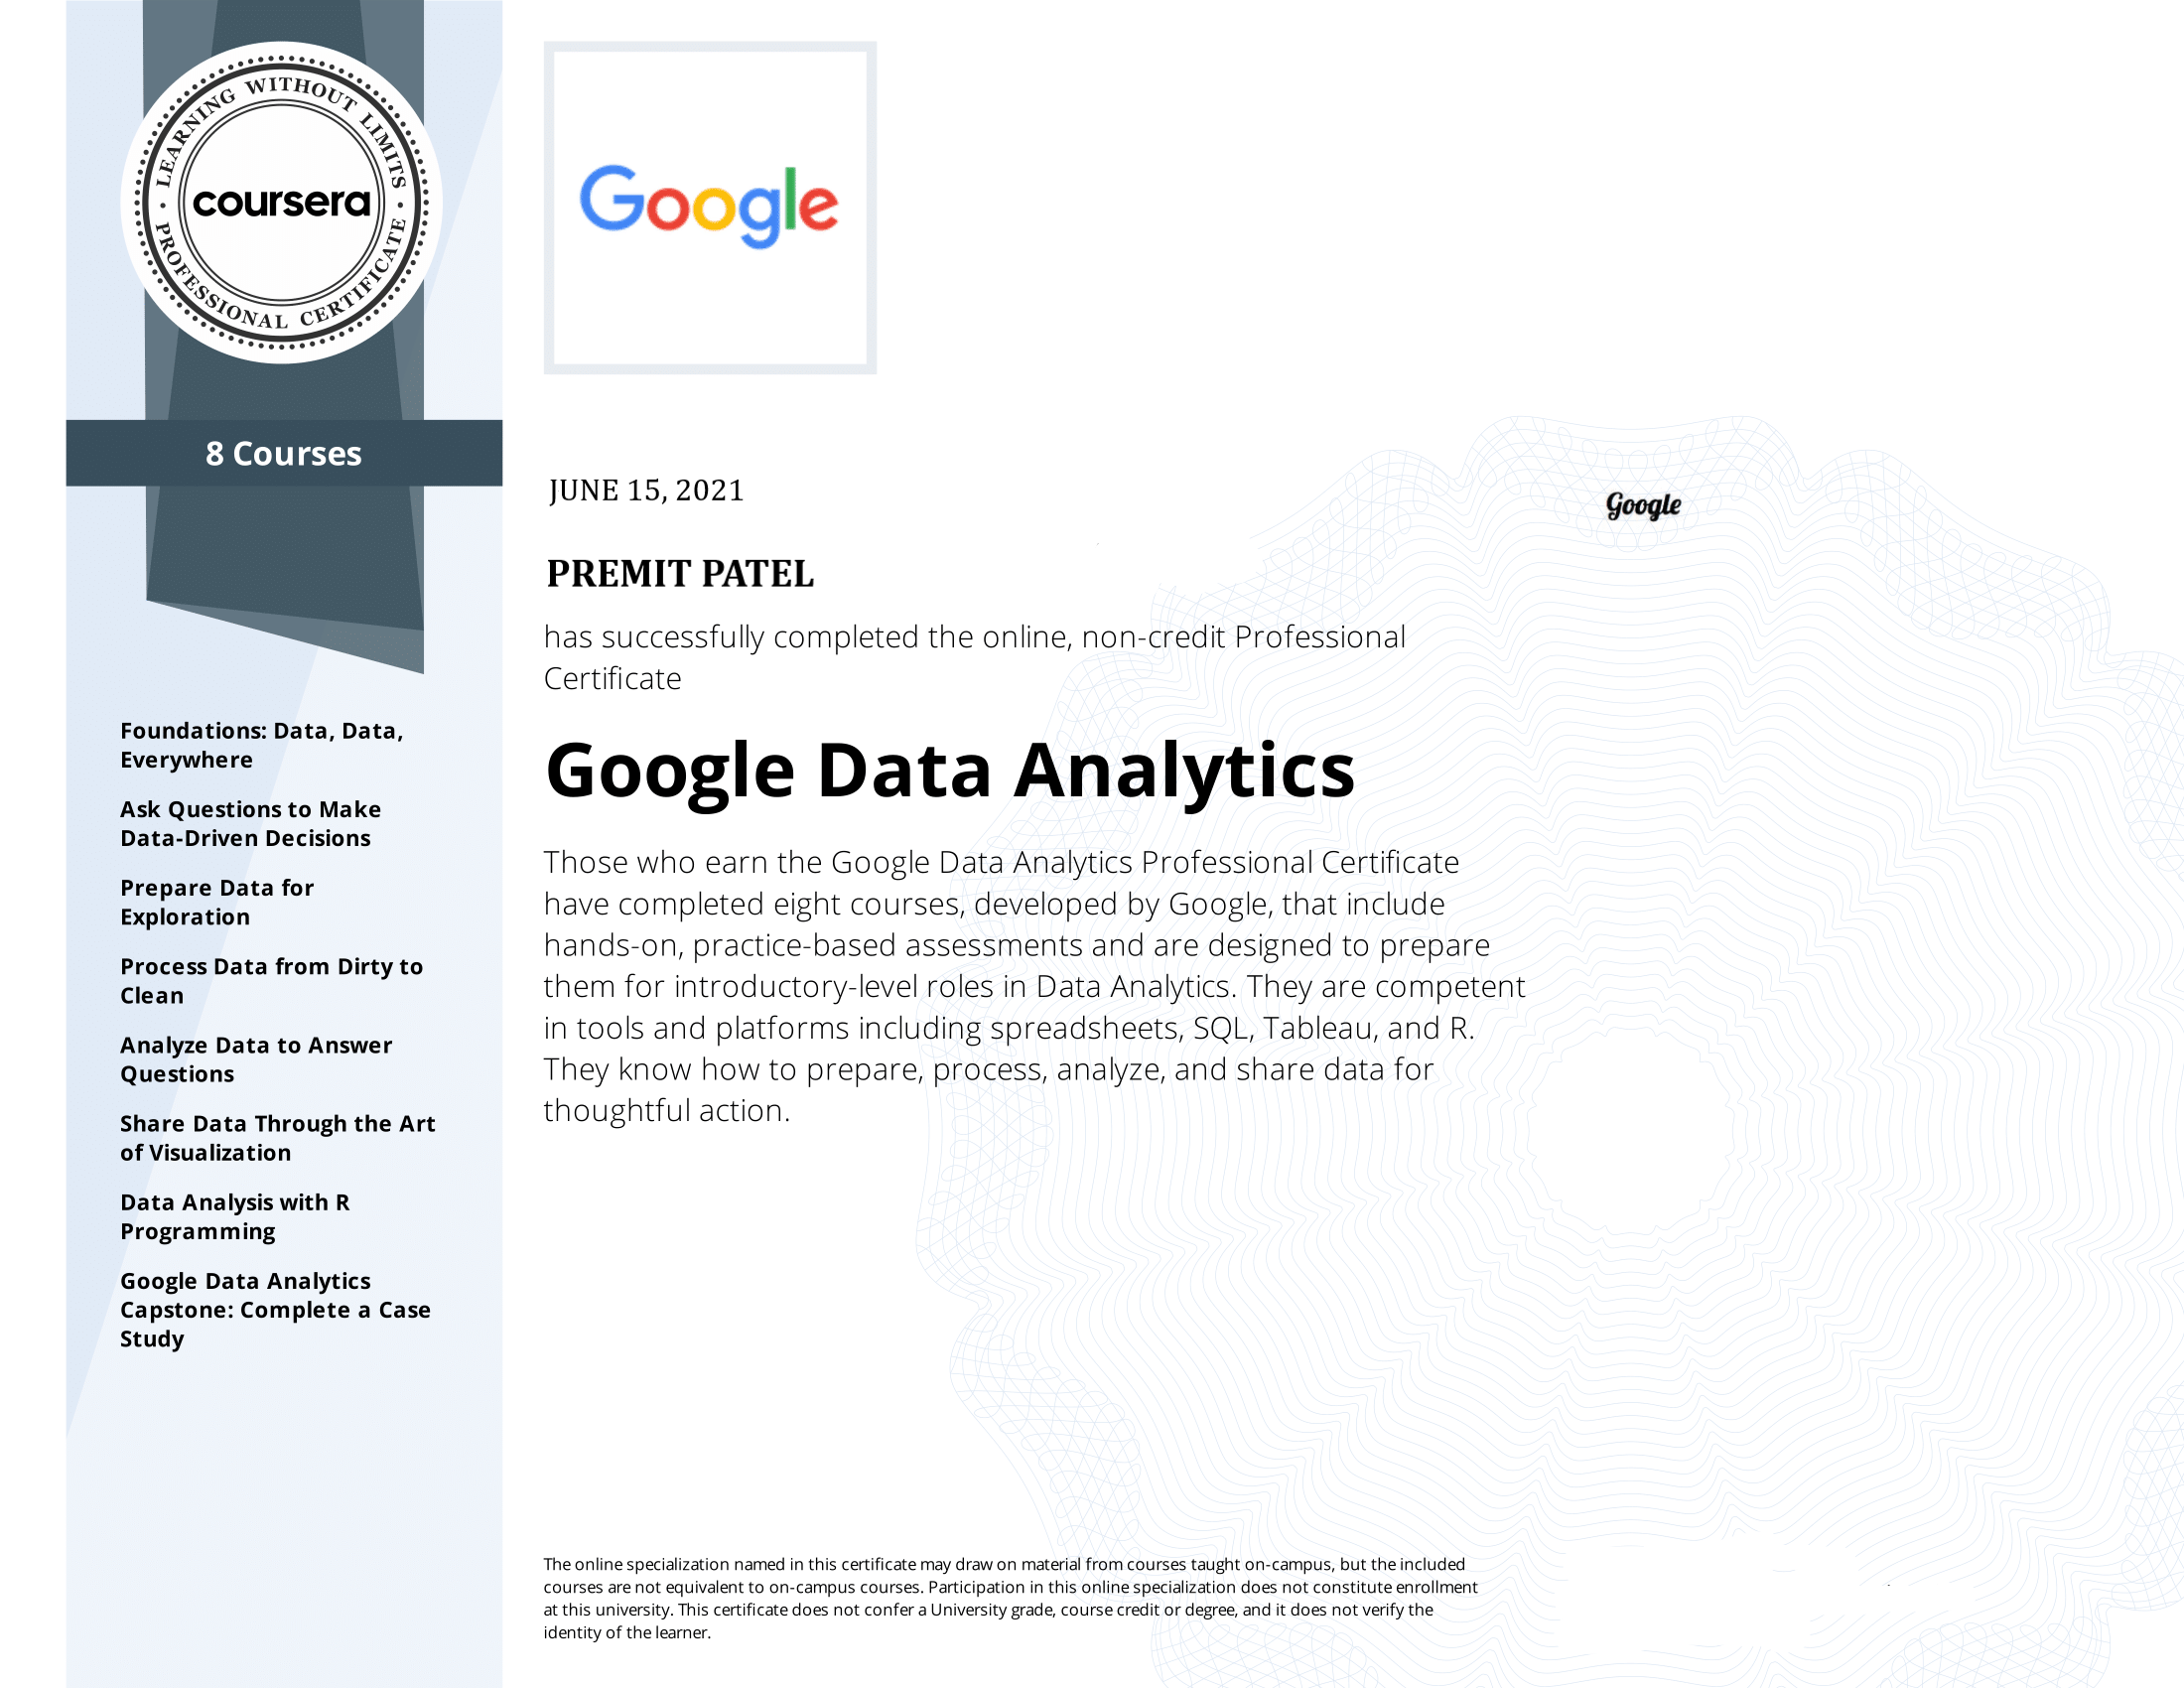 LEARNING WITHOUT LIMITS
coursera
PROFESSIONAL CERTIFICATE
8 Courses
Foundations: Data, Data,
Everywhere
Ask Questions to Make
Data-Driven Decisions
Prepare Data for
Exploration
Process Data from Dirty to
Clean
Analyze Data to Answer
Questions
Share Data Through the Art
of Visualization
Data Analysis with R
Programming
Google Data Analytics
Capstone: Complete a Case
Study
Google
JUNE 15, 2021
Google
PREMIT PATEL
has successfully completed the online, non-credit Professional
Certificate
Google Data Analytics
Those who earn the Google Data Analytics Professional Certificate
have completed eight courses, developed by Google, that include
hands-on, practice-based assessments and are designed to prepare
them for introductory-level roles in Data Analytics. They are competent
in tools and platforms including spreadsheets, SQL, Tableau, and R.
They know how to prepare, process, analyze, and share data for
thoughtful action.
The online specialization named in this certificate may draw on material from courses taught on-campus, but the included
courses are not equivalent to on-campus courses. Participation in this online specialization does not constitute enrollment
at this university. This certificate does not confer a University grade, course credit or degree, and it does not verify the
identity of the learner.